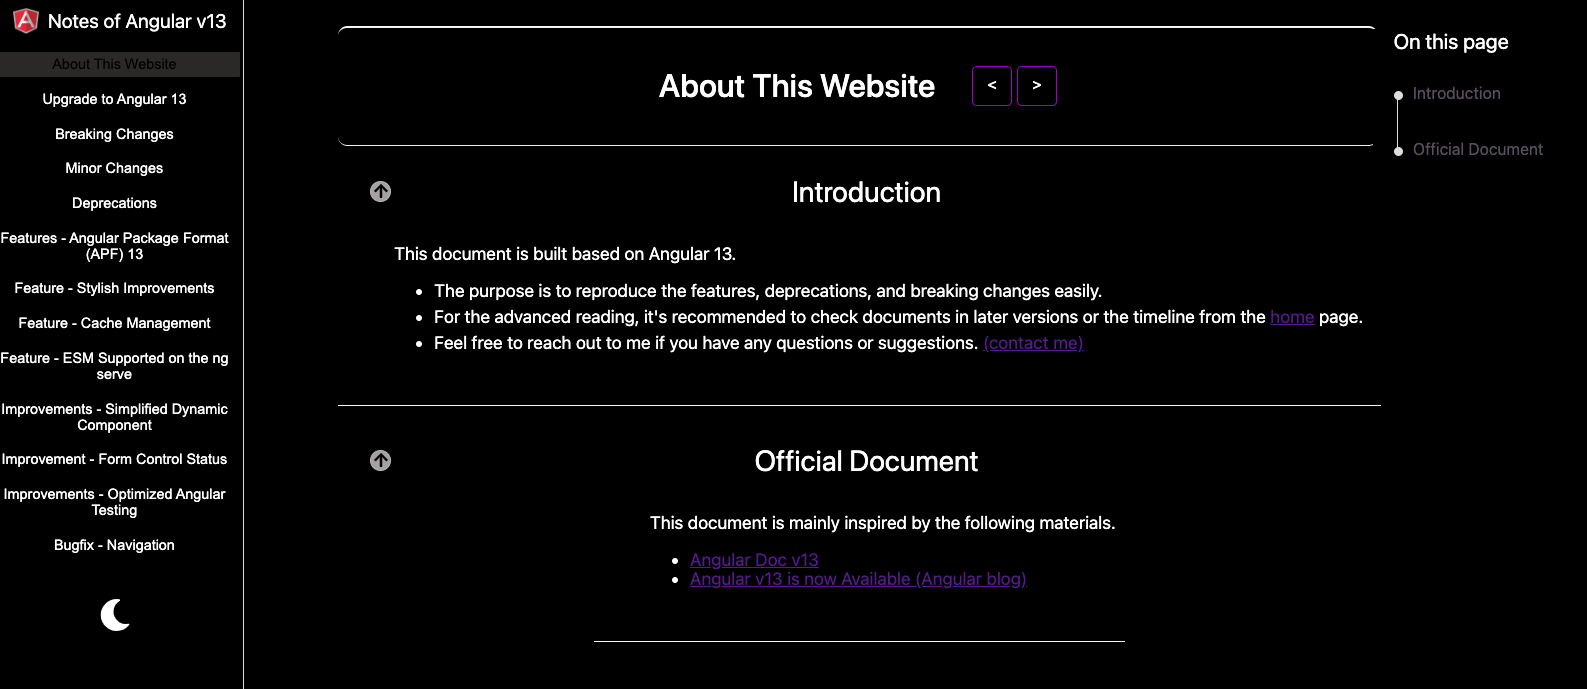 Notes of Angular v13
About This Website
Upgrade to Angular 13
Breaking Changes
Minor Changes
Deprecations
Features - Angular Package Format
(APF) 13
Feature - Stylish Improvements
Feature - Cache Management
Feature - ESM Supported on the ng
serve
Improvements - Simplified Dynamic
Component
Improvement - Form Control Status
Improvements - Optimized Angular
Testing
Bugfix - Navigation
About This Website < >
Introduction
This document is built based on Angular 13.
• The purpose is to reproduce the features, deprecations, and breaking changes easily.
• For the advanced reading, it's recommended to check documents in later versions or the timeline from the home page.
• Feel free to reach out to me if you have any questions or suggestions. (contact me)
Official Document
This document is mainly inspired by the following materials.
• Angular Doc v13
• Angular v13 is now Available (Angular blog)
On this page
Introduction
Official Document